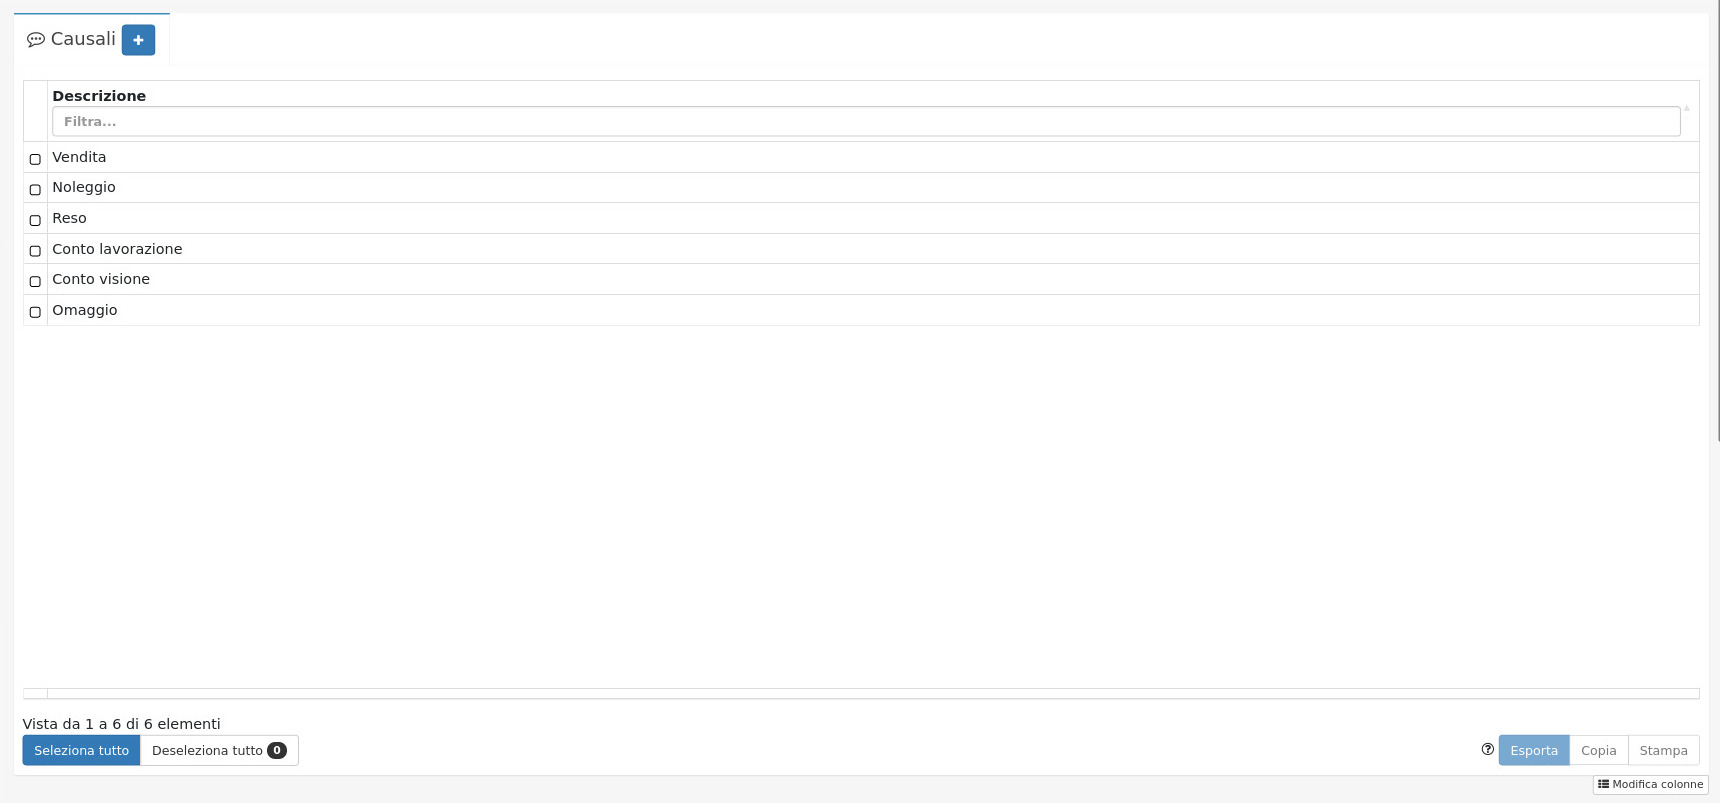 Causali
Descrizione
Filtra...
Vendita
Noleggio
Reso
Conto lavorazione
Conto visione
Omaggio
Vista da 1 a 6 di 6 elementi
Seleziona tutto Deseleziona tutto 0 Esporta Copia Stampa
Modifica colonne